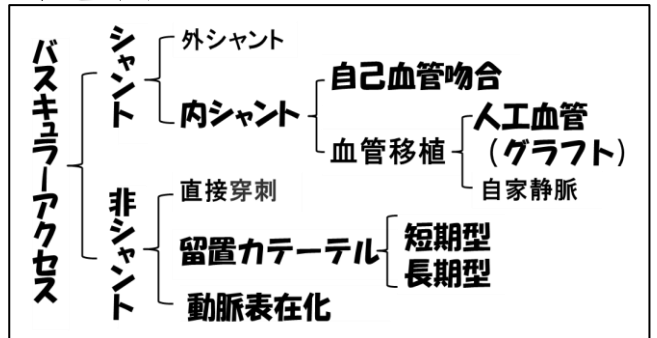 バスキュラーアクセス
シャント
外シャント
内シャント
自己血管吻合
血管移植
人工血管
（グラフト）
自家静脈
非シャント
直接穿刺
留置カテーテル
短期型
長期型
動脈表在化